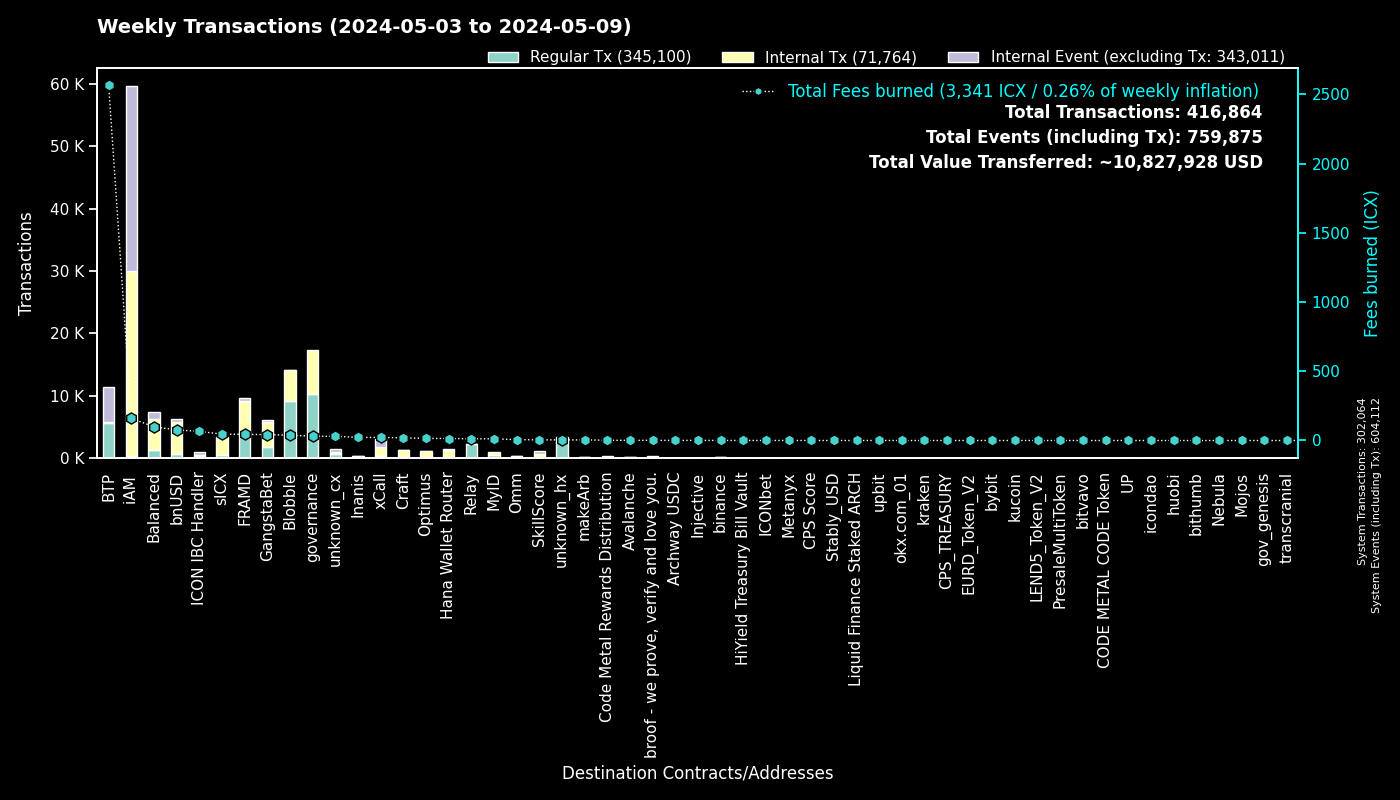 Weekly Transactions (2024-05-03 to 2024-05-09)
Regular Tx (345,100) Internal Tx (71,764) Internal Event (excluding Tx: 343,011)
Total Fees burned (3,341 ICX / 0.26% of weekly inflation)
Total Transactions: 416,864
Total Events (including Tx): 759,875
Total Value Transferred: ~10,827,928 USD
Transactions
60 K
50 K
40 K
30 K
20 K
10 K
0 K
2500
2000
1500
1000
500
0
Fees burned (ICX)
System Transactions: 302,064
System Events (including Tx): 604,112
BTP
iAM
Balanced
bnUSD
ICON IBC Handler
sICX
FRAMD
GangstaBet
Blobble
governance
unknown_cx
Inanis
xCall
Craft
Optimus
Hana Wallet Router
Relay
MyID
Omm
SkillScore
unknown_hx
makeArb
Code Metal Rewards Distribution
Avalanche
broof - we prove, verify and love you.
Archway USDC
Injective
binance
HiYield Treasury Bill Vault
ICONbet
Metanyx
CPS Score
Stably_USD
Liquid Finance Staked ARCH
upbit
okx.com_01
kraken
CPS_TREASURY
EURD_Token_V2
bybit
kucoin
LEND5_Token_V2
PresaleMultiToken
bitvavo
CODE METAL CODE Token
UP
icondao
huobi
bithumb
Nebula
Mojos
gov_genesis
transcranial
Destination Contracts/Addresses